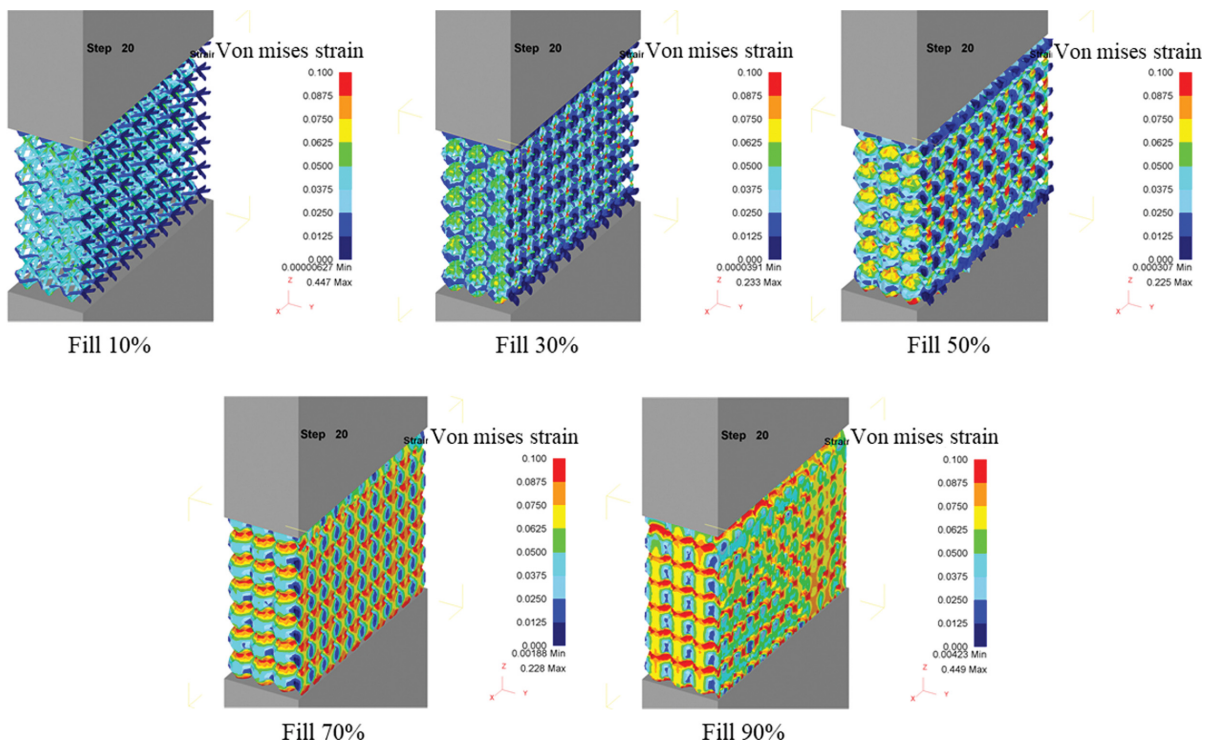 Step 20
Strain
Von mises strain
0.100
0.0875
0.0750
0.0625
0.0500
0.0375
0.0250
0.0125
0.000
0.00000627 Min
0.447 Max
Z
X
Y
Fill 10%
Step 20
Strain
Von mises strain
0.100
0.0875
0.0750
0.0625
0.0500
0.0375
0.0250
0.0125
0.000
0.0000391 Min
0.233 Max
Z
X
Y
Fill 30%
Step 20
Strain
Von mises strain
0.100
0.0875
0.0750
0.0625
0.0500
0.0375
0.0250
0.0125
0.000
0.000307 Min
0.225 Max
Z
X
Y
Fill 50%
Step 20
Strain
Von mises strain
0.100
0.0875
0.0750
0.0625
0.0500
0.0375
0.0250
0.0125
0.000
0.00188 Min
0.228 Max
Z
X
Y
Fill 70%
Step 20
Strain
Von mises strain
0.100
0.0875
0.0750
0.0625
0.0500
0.0375
0.0250
0.0125
0.000
0.00423 Min
0.449 Max
Z
X
Y
Fill 90%